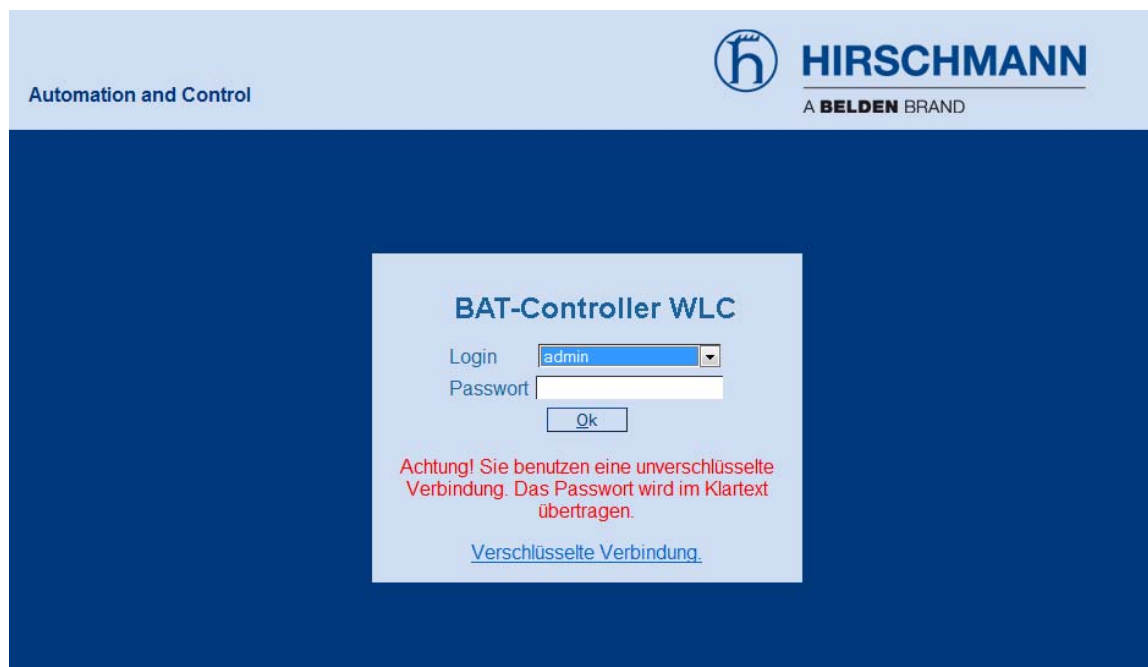 HIRSCHMANN
A BELDEN BRAND
Automation and Control
BAT-Controller WLC
Login admin
Passwort
Ok
Achtung! Sie benutzen eine unverschlüsselte
Verbindung. Das Passwort wird im Klartext
übertragen.
Verschlüsselte Verbindung.